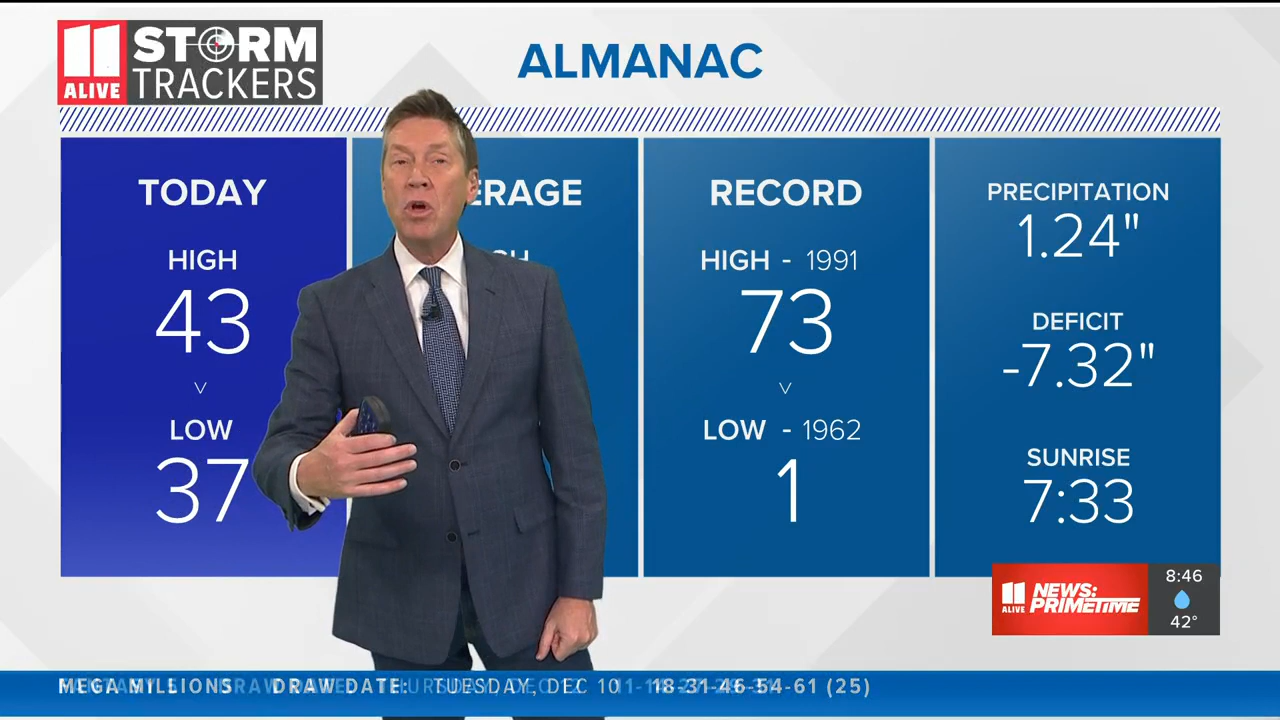 11 ALIVE
STORM
TRACKERS
ALMANAC
TODAY
HIGH
43
LOW
37
RECORD
HIGH - 1991
73
LOW - 1962
1
PRECIPITATION
1.24"
DEFICIT
-7.32"
SUNRISE
7:33
11 ALIVE
NEWS:
PRIMETIME
8:46
42°
MEGA MILLIONS DRAW DATE: TUESDAY, DEC 10 18-31-46-54-61 (25)